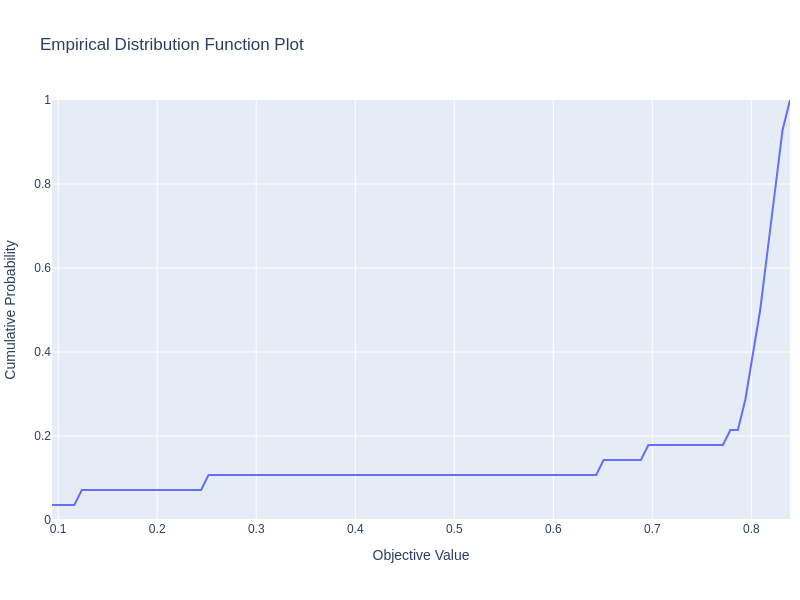 Empirical Distribution Function Plot
1
0.8
0.6
0.4
0.2
0
Cumulative Probability
0.1 0.2 0.3 0.4 0.5 0.6 0.7 0.8
Objective Value